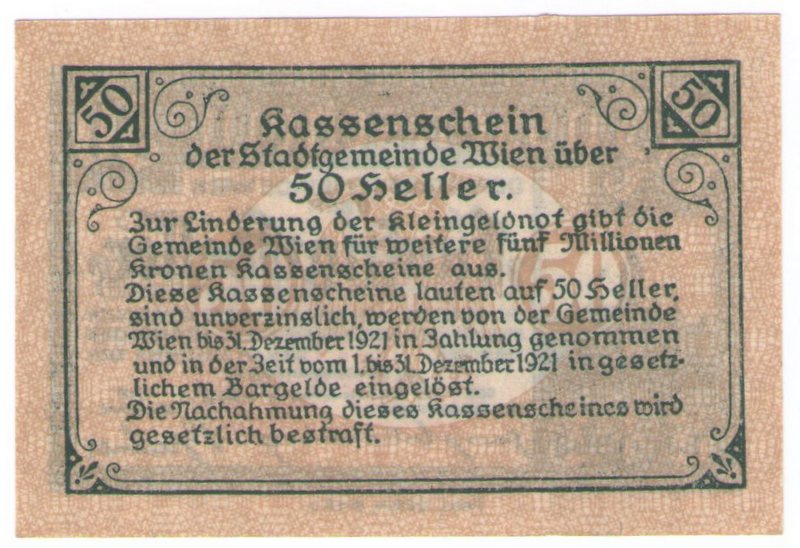 50 50
Kassenschein
der Stadtgemeinde Wien über
50 Heller.
Zur Linderung der Kleingeldnot gibt die
Gemeinde Wien für weitere fünf Millionen
Kronen Kassenscheine aus.
Diese Kassenscheine lauten auf 50 Heller,
sind unverzinslich, werden von der Gemeinde
Wien bis 31. Dezember 1921 in Zahlung genommen
und in der Zeit vom 1. bis 31. Dezember 1921 in gesetz-
lichem Bargelde eingelöst.
Die Nachahmung dieses Kassenscheines wird
gesetzlich bestraft.